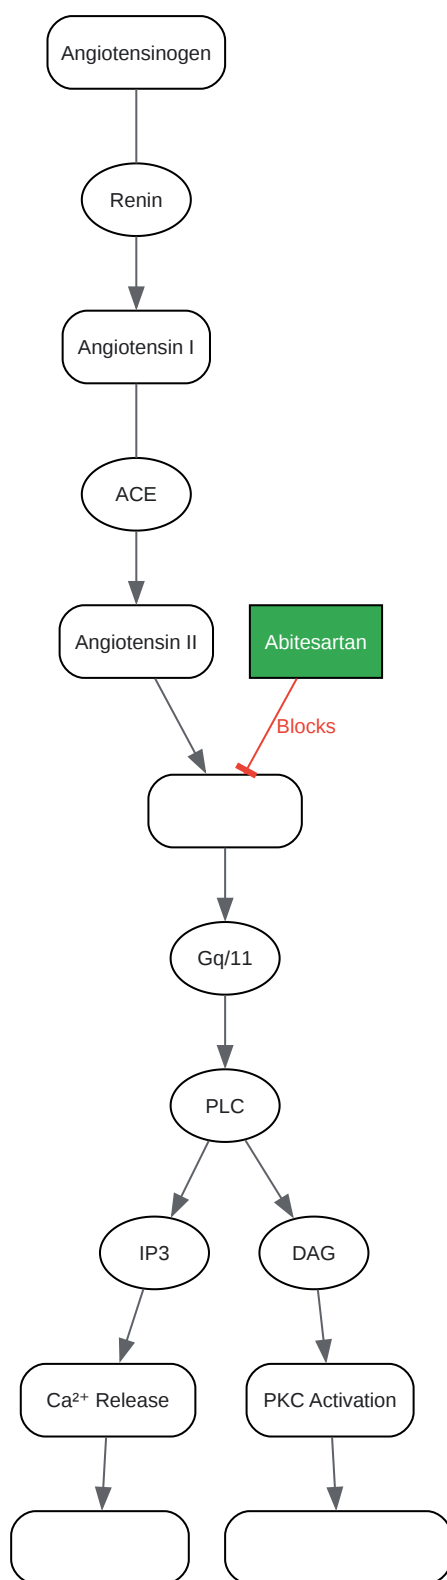 Angiotensinogen
Renin
Angiotensin I
ACE
Angiotensin II
Abitesartan
Blocks
Gq/11
PLC
IP3
DAG
Ca²⁺ Release
PKC Activation